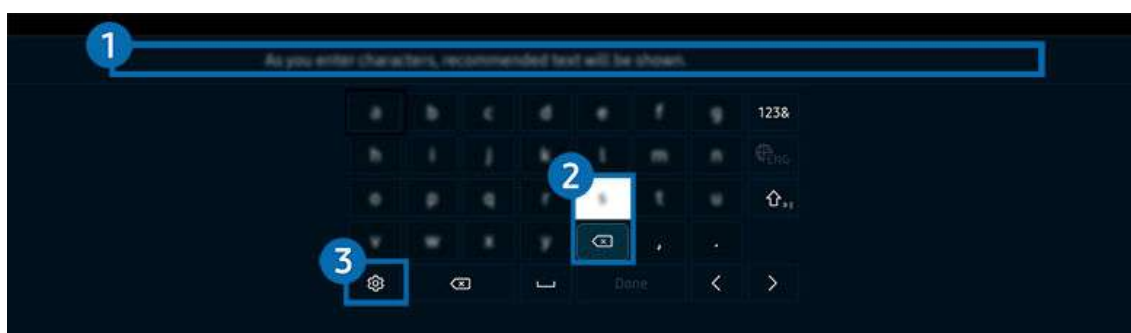 1
As you enter characters, recommended text will be shown.
a b c d e f g 123&
h i j k l m n ENG
2
o p q r s t u
v w x y , .
3
Done